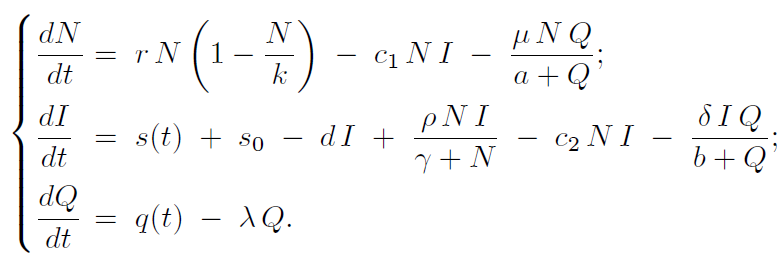 dN/dt = r N (1 − N/k) − c₁ N I − μ N Q/(a + Q);
dI/dt = s(t) + s₀ − d I + ρ N I/(γ + N) − c₂ N I − δ I Q/(b + Q);
dQ/dt = q(t) − λ Q.